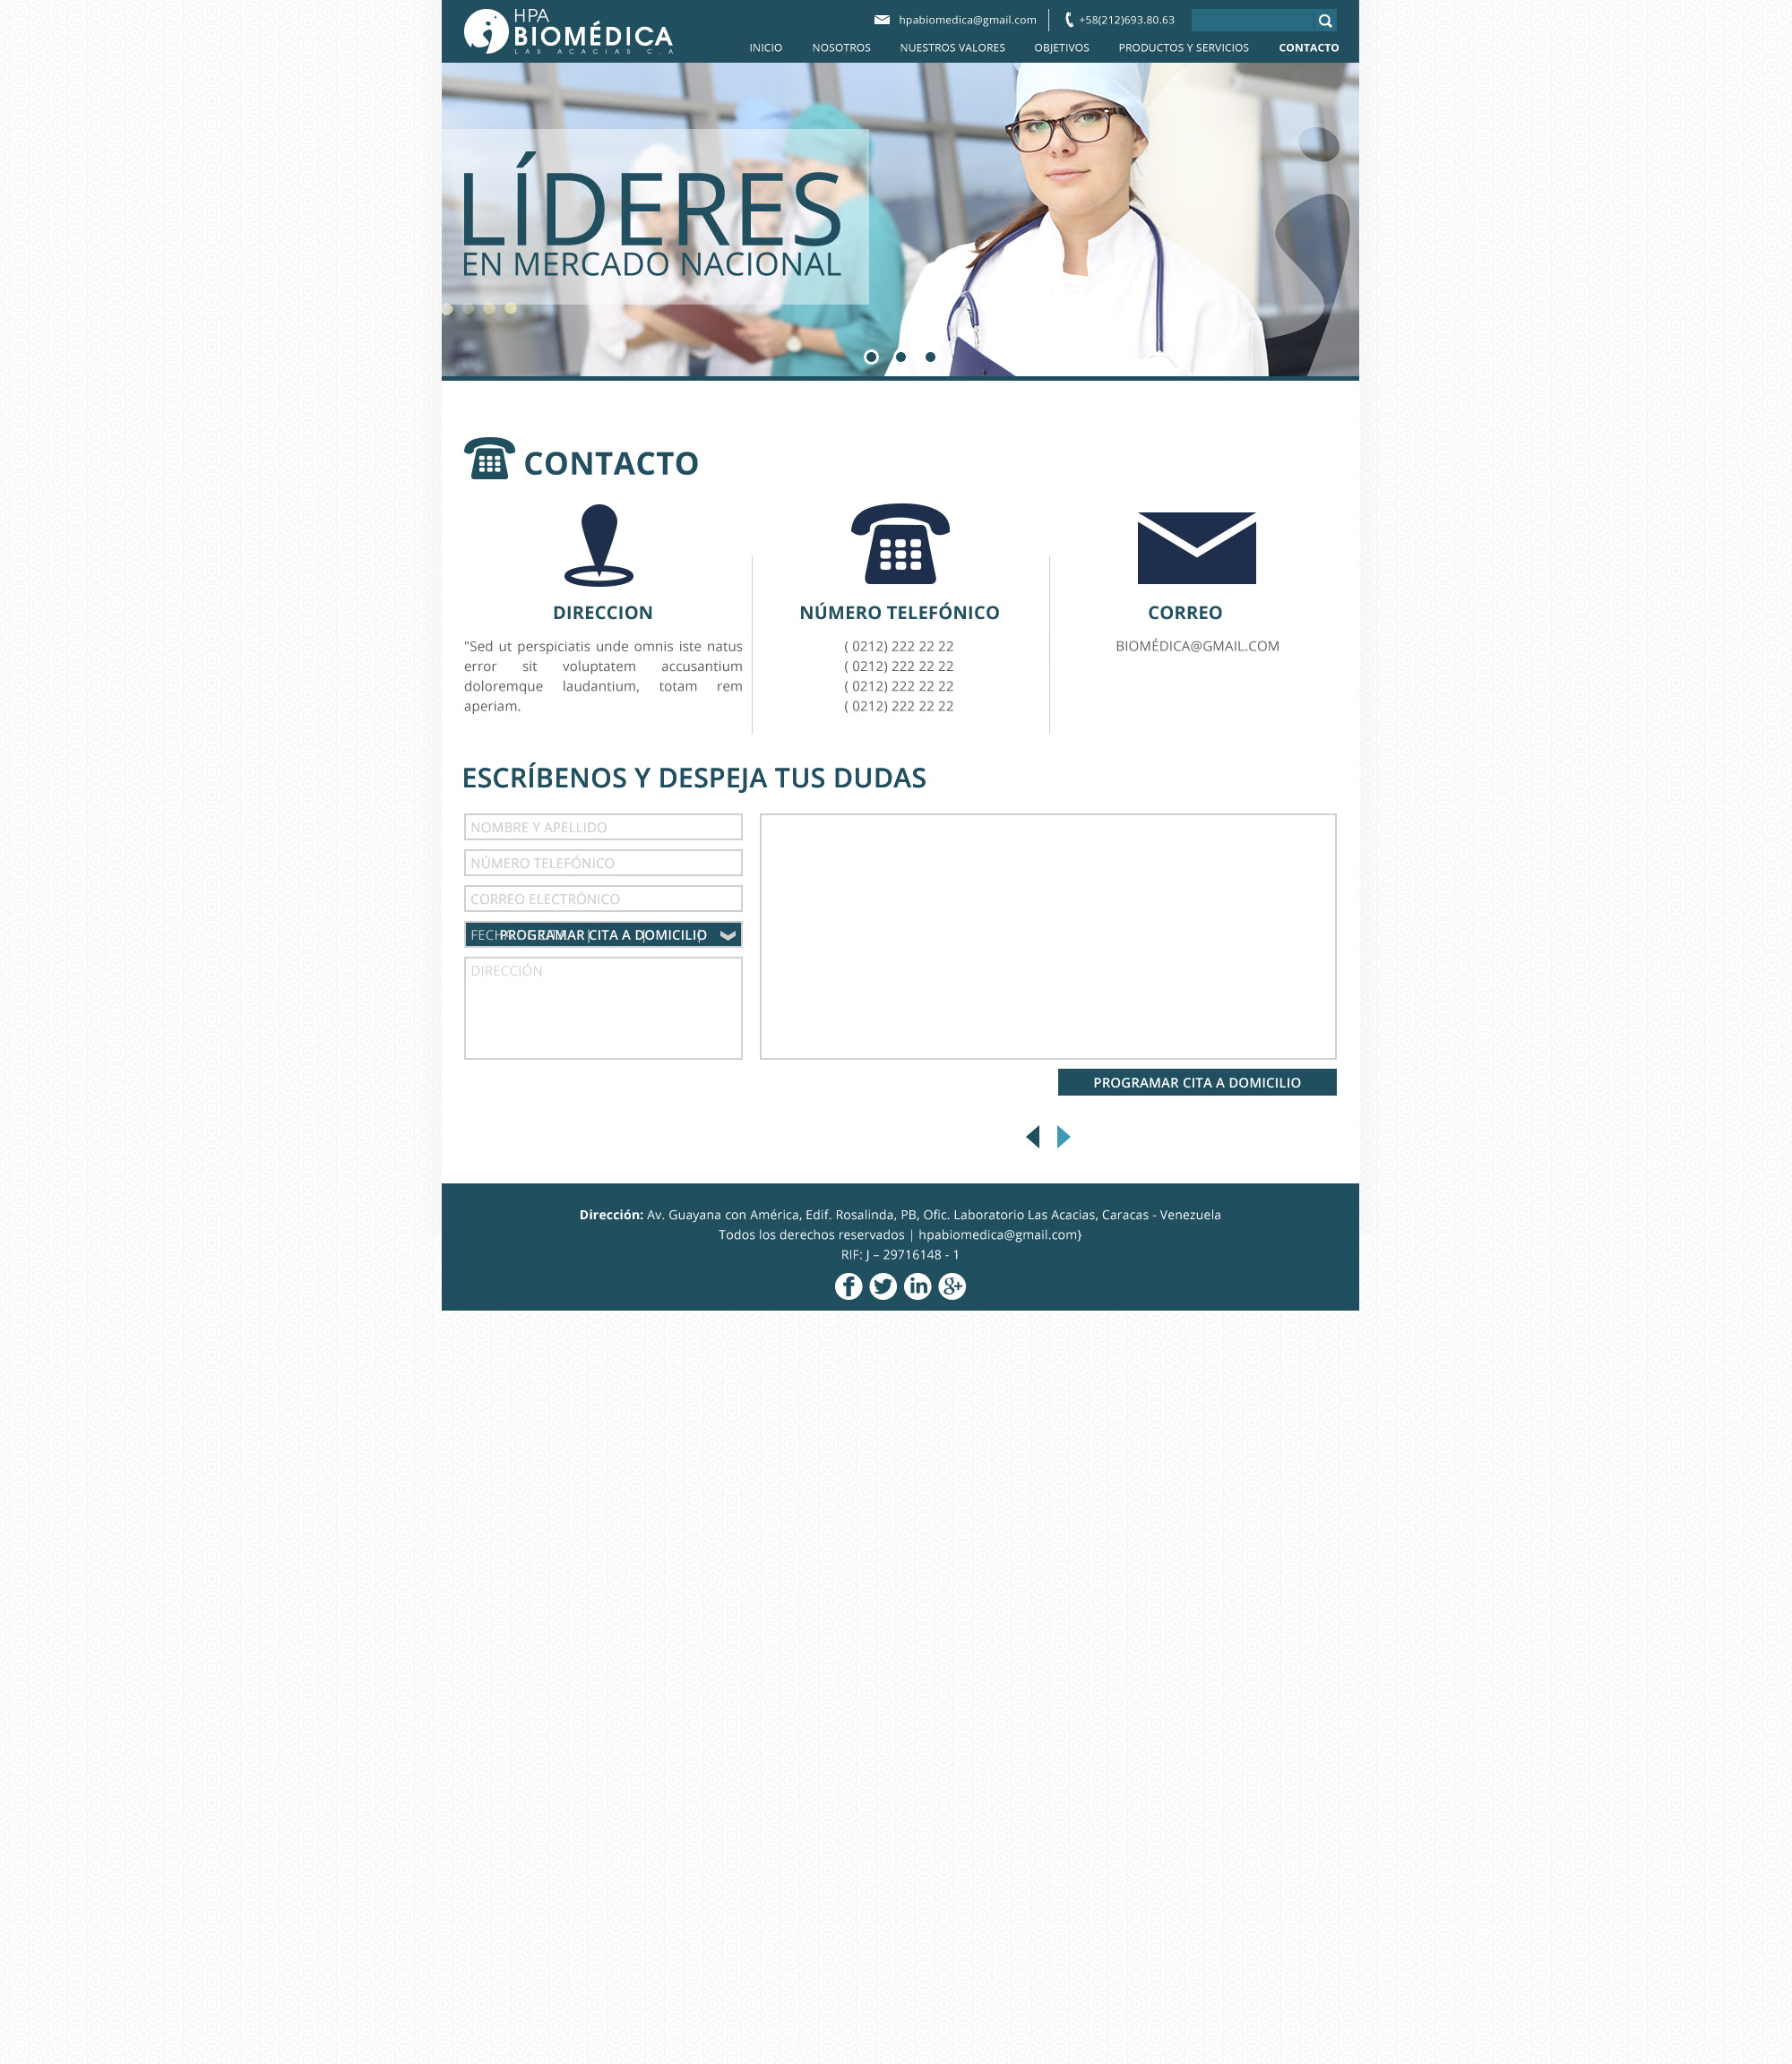 HPA
BIOMÉDICA
LAS ACACIAS C.A
hpabiomedica@gmail.com
+58(212)693.80.63
INICIO NOSOTROS NUESTROS VALORES OBJETIVOS PRODUCTOS Y SERVICIOS CONTACTO
LÍDERES
EN MERCADO NACIONAL
CONTACTO
DIRECCION
"Sed ut perspiciatis unde omnis iste natus
error sit voluptatem accusantium
doloremque laudantium, totam rem
aperiam.
NÚMERO TELEFÓNICO
( 0212) 222 22 22
( 0212) 222 22 22
( 0212) 222 22 22
( 0212) 222 22 22
CORREO
BIOMÉDICA@GMAIL.COM
ESCRÍBENOS Y DESPEJA TUS DUDAS
NOMBRE Y APELLIDO
NÚMERO TELEFÓNICO
CORREO ELECTRÓNICO
PROGRAMAR CITA A DOMICILIO
DIRECCIÓN
PROGRAMAR CITA A DOMICILIO
Dirección: Av. Guayana con América, Edif. Rosalinda, PB, Ofic. Laboratorio Las Acacias, Caracas - Venezuela
Todos los derechos reservados | hpabiomedica@gmail.com}
RIF: J – 29716148 - 1